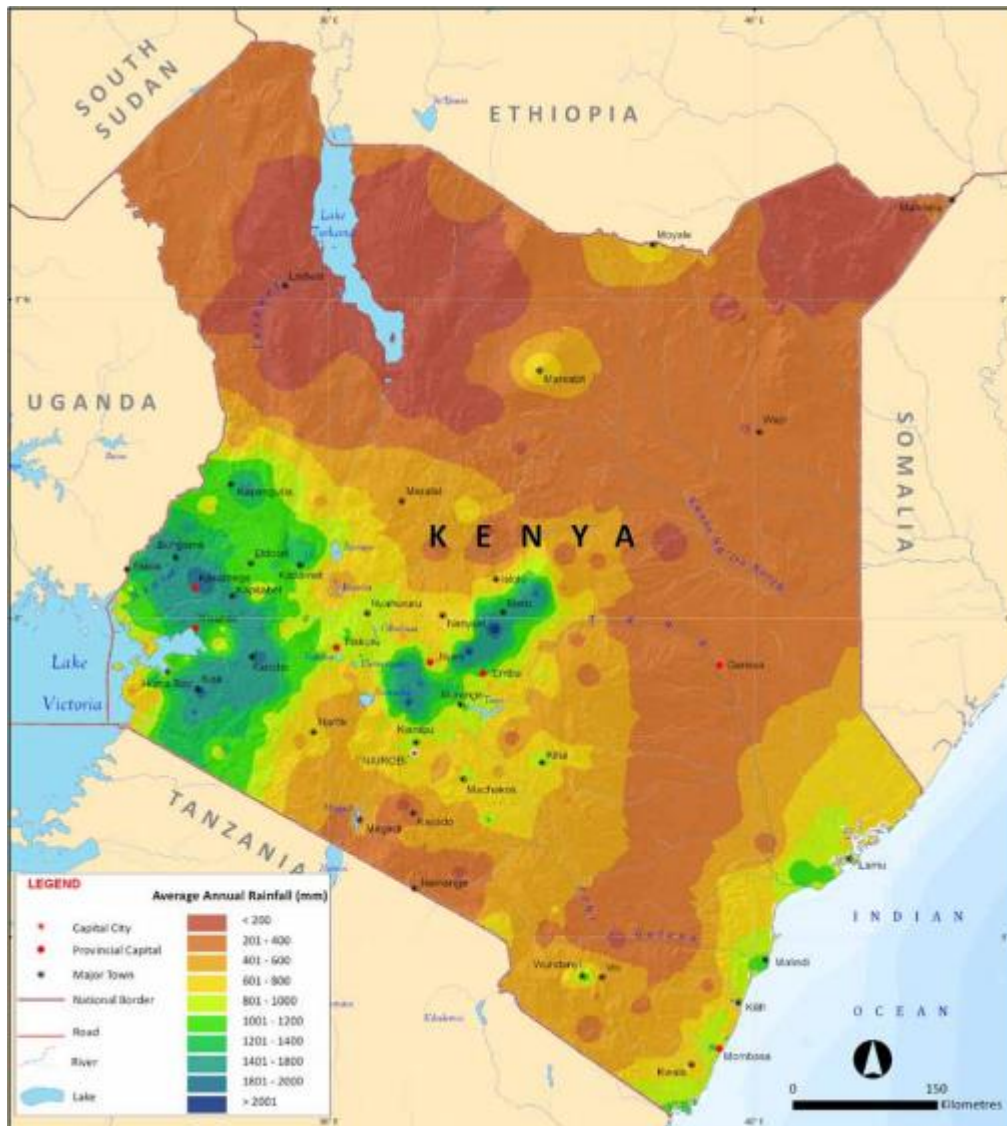 SOUTH
SUDAN
ETHIOPIA
Lake
Turkana
Moyale
Lodwar
Marsabit
UGANDA
Wajir
SOMALIA
Kapenguria
Maralal
KENYA
Bungoma
Eldoret
Kakamega
Kabarnet
Kapsabet
Isiolo
Meru
Nyahururu
Nanyuki
Nakuru
Nyeri
Embu
Garissa
Tana
Kericho
Homa Bay
Kisii
Lake
Victoria
Narok
Kiambu
NAIROBI
Kitui
Machakos
TANZANIA
Magadi
Kajiado
Namanga
Lamu
Wundanyi
Voi
Galana
Malindi
Kilifi
Mombasa
Kwale
INDIAN
OCEAN
LEGEND
Capital City
Provincial Capital
Major Town
National Border
Road
River
Lake
Average Annual Rainfall (mm)
< 200
201 - 400
401 - 600
601 - 800
801 - 1000
1001 - 1200
1201 - 1400
1401 - 1800
1801 - 2000
> 2001
0 150
Kilometres